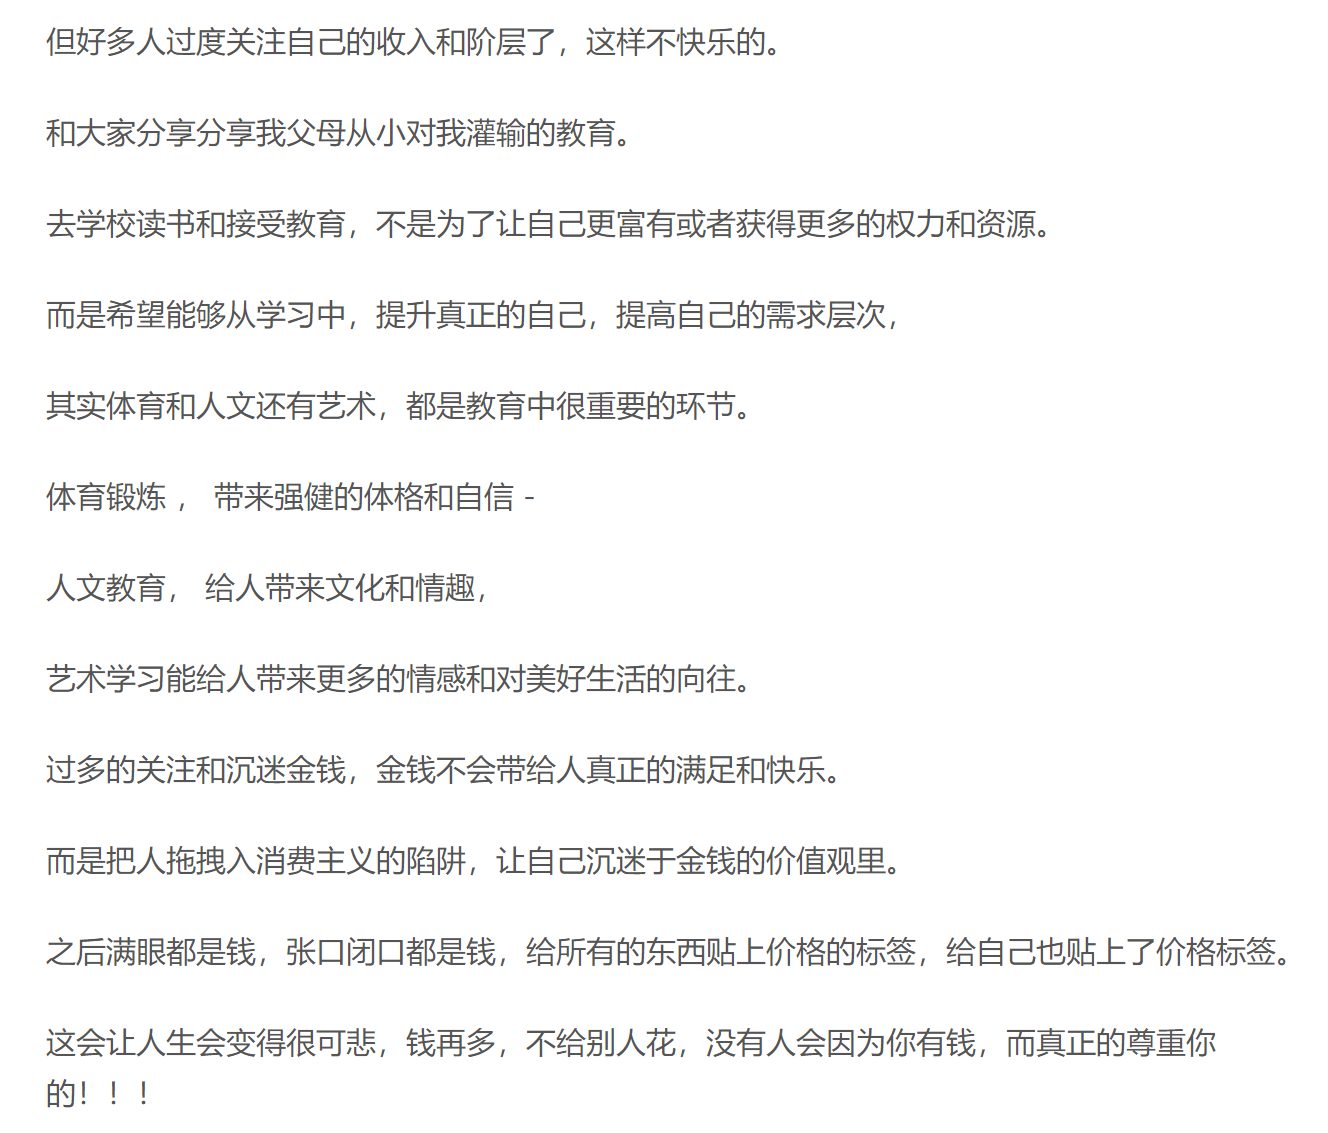 但好多人过度关注自己的收入和阶层了，这样不快乐的。
和大家分享分享我父母从小对我灌输的教育。
去学校读书和接受教育，不是为了让自己更富有或者获得更多的权力和资源。
而是希望能够从学习中，提升真正的自己，提高自己的需求层次，
其实体育和人文还有艺术，都是教育中很重要的环节。
体育锻炼 ， 带来强健的体格和自信 -
人文教育， 给人带来文化和情趣，
艺术学习能给人带来更多的情感和对美好生活的向往。
过多的关注和沉迷金钱，金钱不会带给人真正的满足和快乐。
而是把人拖拽入消费主义的陷阱，让自己沉迷于金钱的价值观里。
之后满眼都是钱，张口闭口都是钱，给所有的东西贴上价格的标签，给自己也贴上了价格标签。
这会让人生会变得很可悲，钱再多，不给别人花，没有人会因为你有钱，而真正的尊重你
的！！！